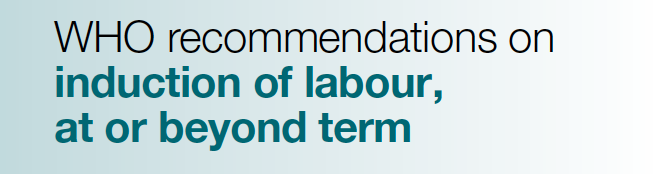 WHO recommendations on
induction of labour,
at or beyond term